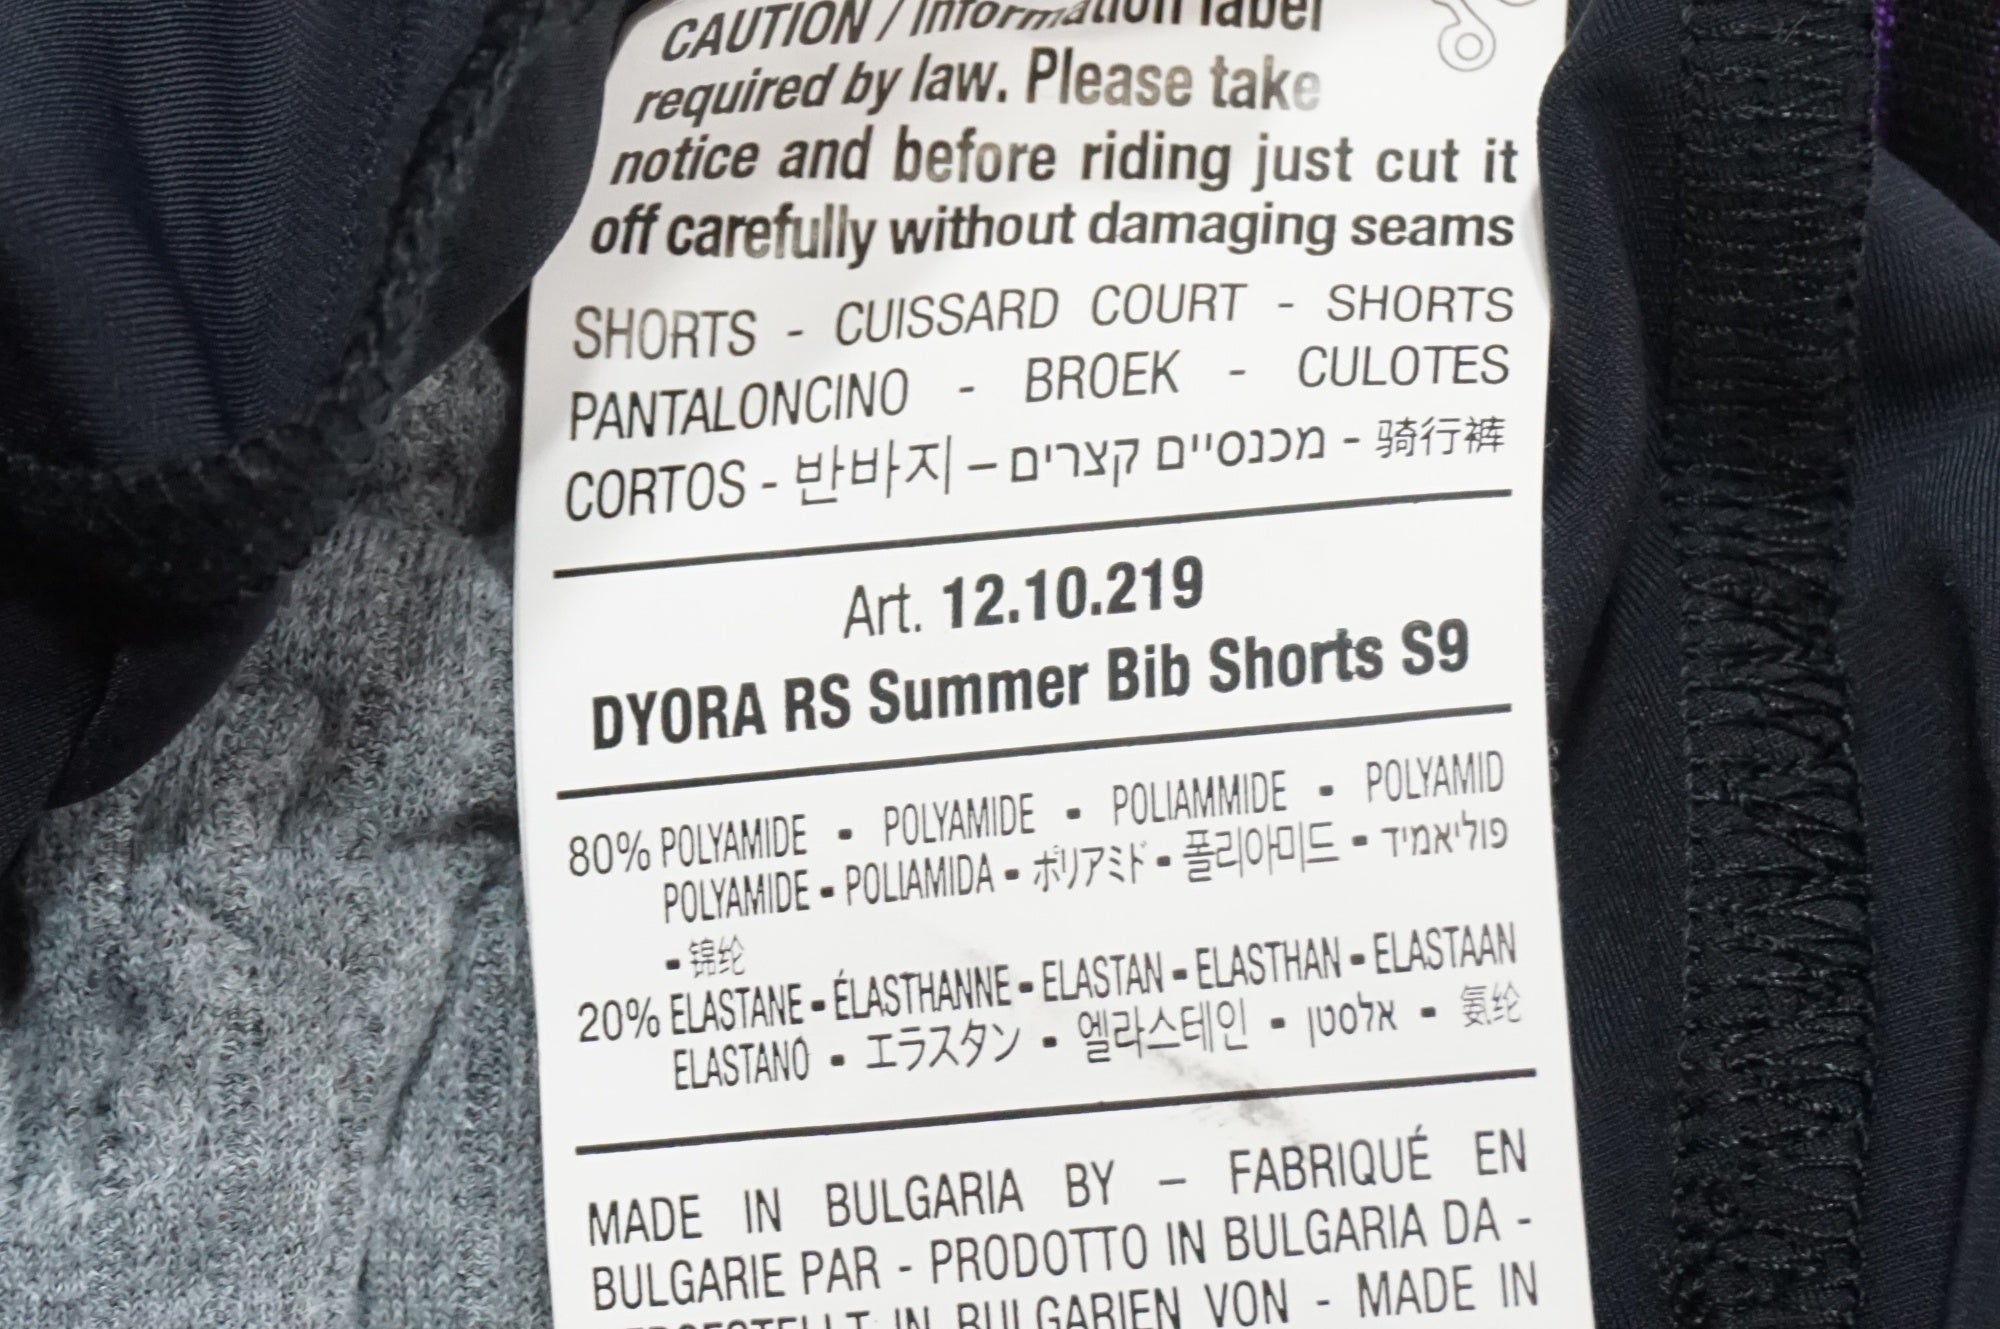 CAUTION / Information label
required by law. Please take
notice and before riding just cut it
off carefully without damaging seams
SHORTS - CUISSARD COURT - SHORTS
PANTALONCINO - BROEK - CULOTES
CORTOS - 반바지 – מכנסיים קצרים - 骑行裤
Art. 12.10.219
DYORA RS Summer Bib Shorts S9
80% POLYAMIDE - POLYAMIDE - POLIAMMIDE - POLYAMID
POLYAMIDE - POLIAMIDA - ポリアミド - 폴리아미드 - פוליאמיד
- 锦纶
20% ELASTANE - ÉLASTHANNE - ELASTAN - ELASTHAN - ELASTAAN
ELASTANO - エラスタン - 엘라스테인 - אלסטן - 氨纶
MADE IN BULGARIA BY – FABRIQUÉ EN
BULGARIE PAR - PRODOTTO IN BULGARIA DA -
IN BULGARIEN VON - MADE IN